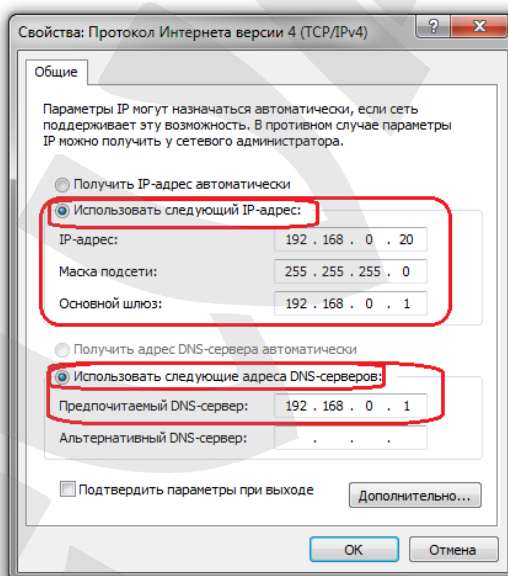 Свойства: Протокол Интернета версии 4 (TCP/IPv4)
Общие
Параметры IP могут назначаться автоматически, если сеть
поддерживает эту возможность. В противном случае параметры
IP можно получить у сетевого администратора.
Получить IP-адрес автоматически
Использовать следующий IP-адрес:
IP-адрес: 192 . 168 . 0 . 20
Маска подсети: 255 . 255 . 255 . 0
Основной шлюз: 192 . 168 . 0 . 1
Получить адрес DNS-сервера автоматически
Использовать следующие адреса DNS-серверов:
Предпочитаемый DNS-сервер: 192 . 168 . 0 . 1
Альтернативный DNS-сервер: . . .
Подтвердить параметры при выходе
Дополнительно...
ОК Отмена